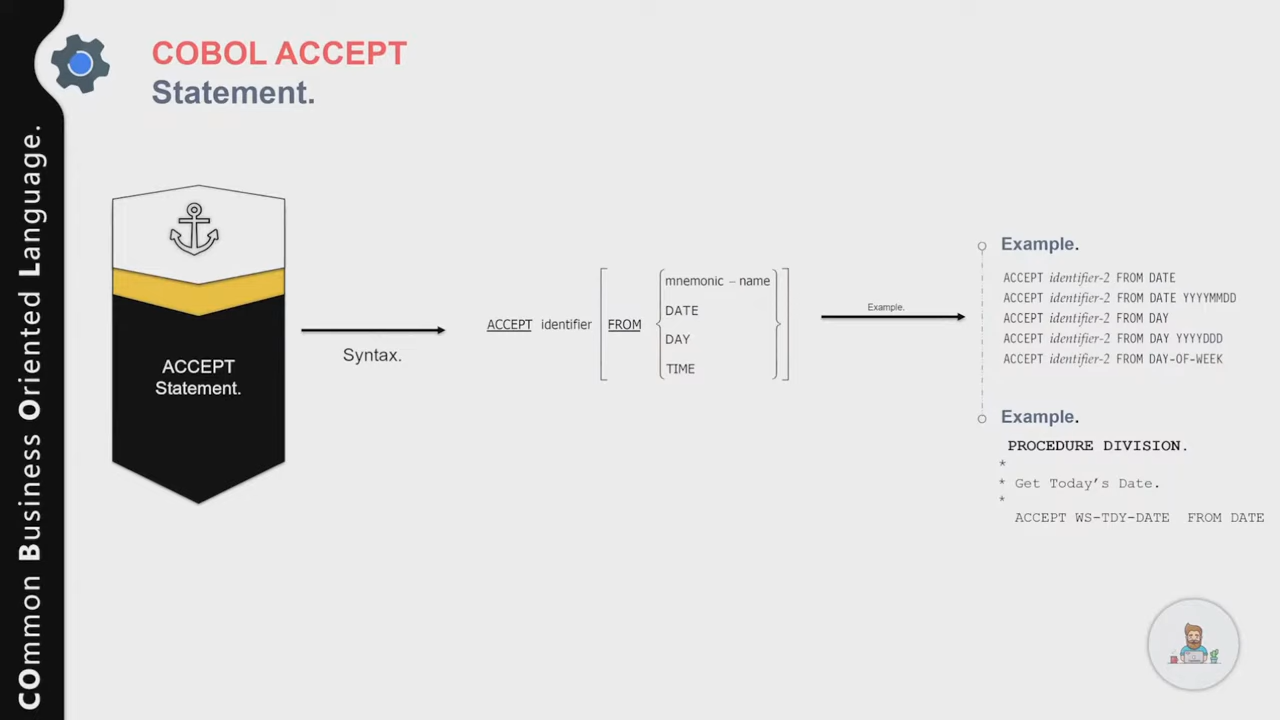 COBOL ACCEPT
Statement.
COmmon Business Oriented Language.
ACCEPT
Statement.
Syntax.
ACCEPT identifier FROM
mnemonic – name
DATE
DAY
TIME
Example.
Example.
ACCEPT identifier-2 FROM DATE
ACCEPT identifier-2 FROM DATE YYYYMMDD
ACCEPT identifier-2 FROM DAY
ACCEPT identifier-2 FROM DAY YYYYDDD
ACCEPT identifier-2 FROM DAY-OF-WEEK
Example.
PROCEDURE DIVISION.
*
* Get Today’s Date.
*
ACCEPT WS-TDY-DATE FROM DATE